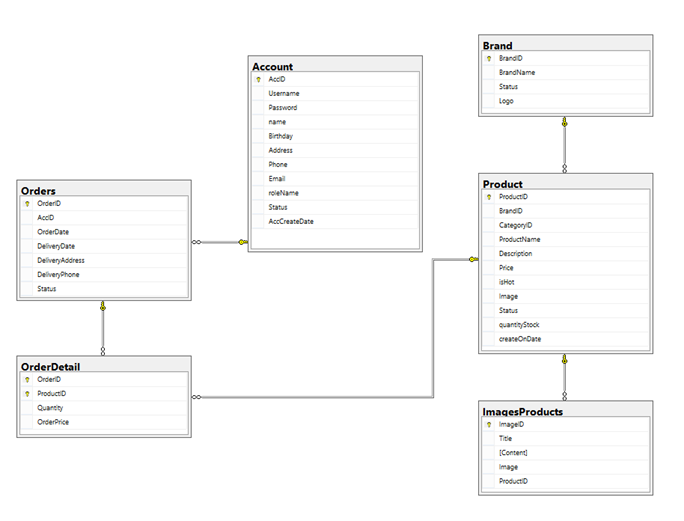 Brand
BrandID
BrandName
Status
Logo
Account
AccID
Username
Password
name
Birthday
Address
Phone
Email
roleName
Status
AccCreateDate
Orders
OrderID
AccID
OrderDate
DeliveryDate
DeliveryAddress
DeliveryPhone
Status
Product
ProductID
BrandID
CategoryID
ProductName
Description
Price
isHot
Image
Status
quantityStock
createOnDate
OrderDetail
OrderID
ProductID
Quantity
OrderPrice
ImagesProducts
ImageID
Title
[Content]
Image
ProductID